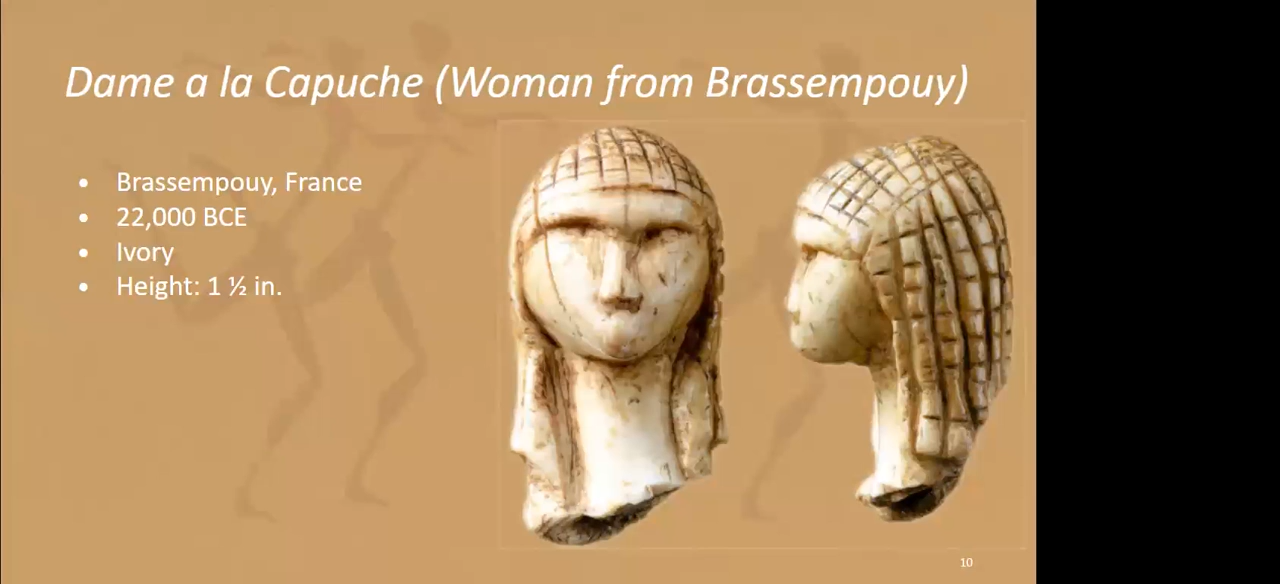 Dame a la Capuche (Woman from Brassempouy)
• Brassempouy, France
• 22,000 BCE
• Ivory
• Height: 1 ½ in.
10